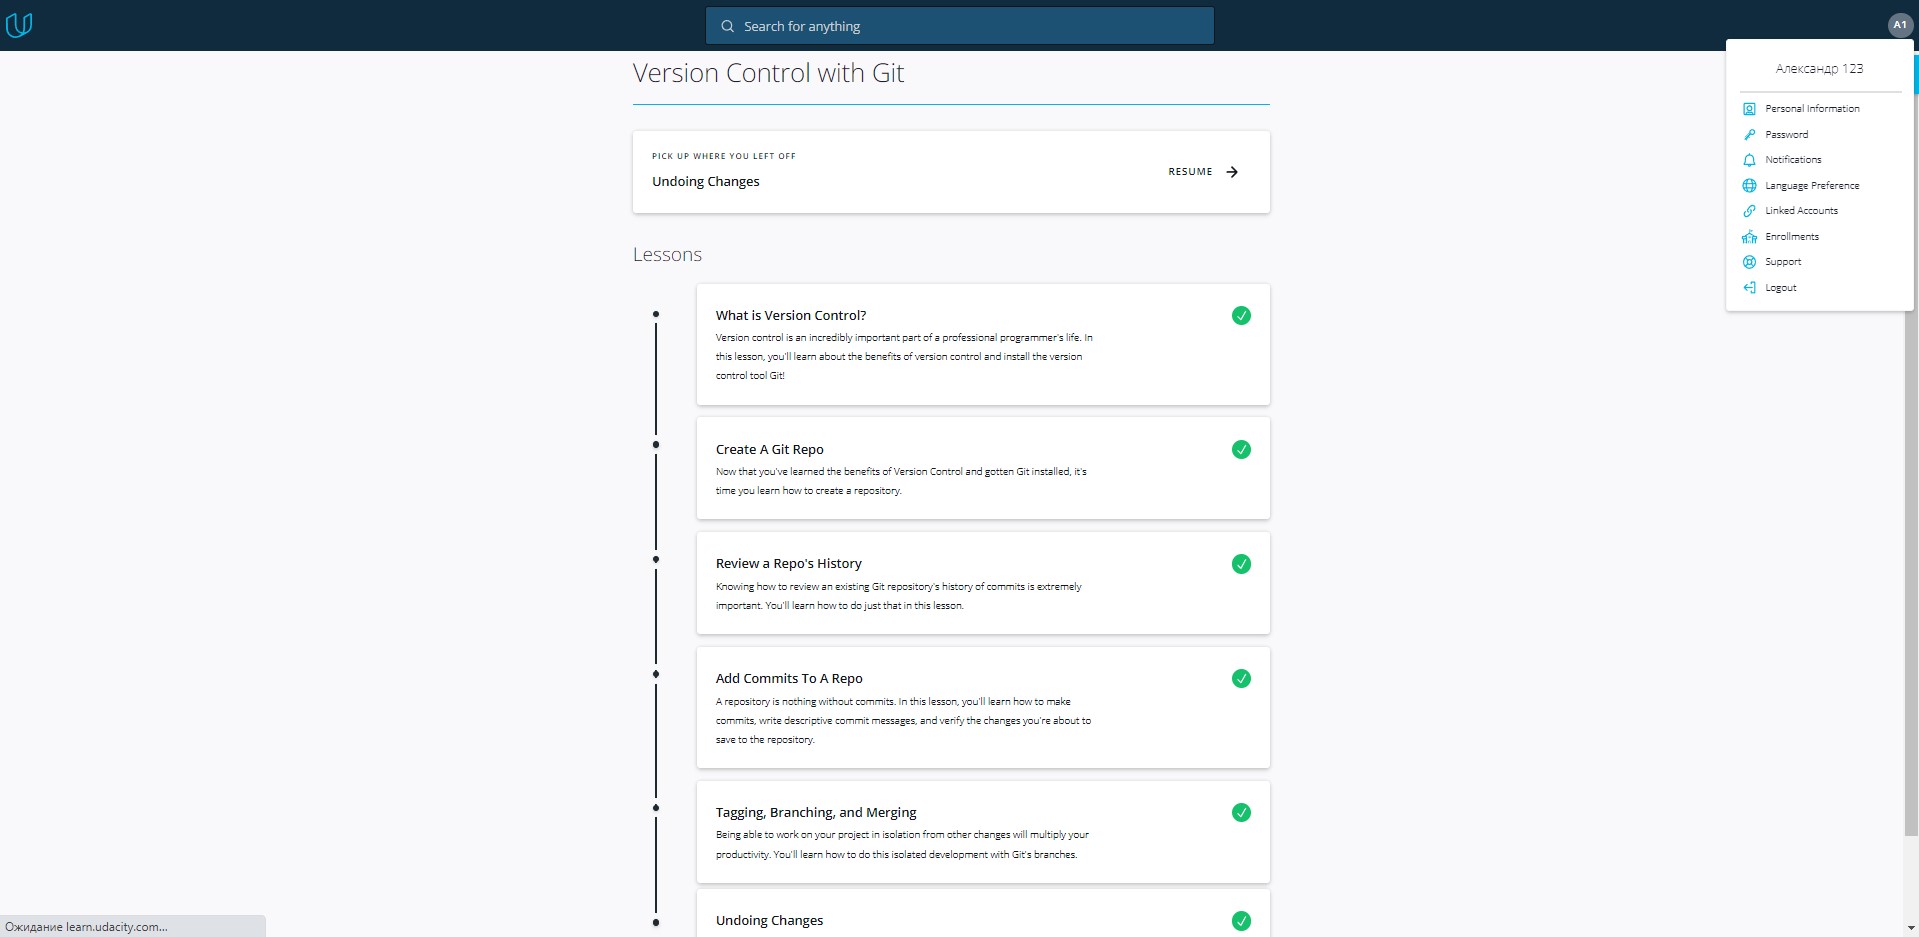 Search for anything
A1
Version Control with Git
Александр 123
Personal Information
Password
Notifications
Language Preference
Linked Accounts
Enrollments
Support
Logout
PICK UP WHERE YOU LEFT OFF
Undoing Changes
RESUME
Lessons
What is Version Control?
Version control is an incredibly important part of a professional programmer's life. In
this lesson, you'll learn about the benefits of version control and install the version
control tool Git!
Create A Git Repo
Now that you've learned the benefits of Version Control and gotten Git installed, it's
time you learn how to create a repository.
Review a Repo's History
Knowing how to review an existing Git repository's history of commits is extremely
important. You'll learn how to do just that in this lesson.
Add Commits To A Repo
A repository is nothing without commits. In this lesson, you'll learn how to make
commits, write descriptive commit messages, and verify the changes you're about to
save to the repository.
Tagging, Branching, and Merging
Being able to work on your project in isolation from other changes will multiply your
productivity. You'll learn how to do this isolated development with Git's branches.
Undoing Changes
Ожидание learn.udacity.com...